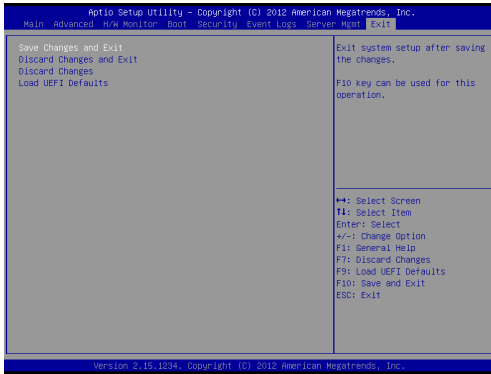 Aptio Setup Utility – Copyright (C) 2012 American Megatrends, Inc.
Main Advanced H/W Monitor Boot Security Event Logs Server Mgmt Exit
Save Changes and Exit
Discard Changes and Exit
Discard Changes
Load UEFI Defaults
Exit system setup after saving
the changes.
F10 key can be used for this
operation.
→←: Select Screen
↑↓: Select Item
Enter: Select
+/-: Change Option
F1: General Help
F7: Discard Changes
F9: Load UEFI Defaults
F10: Save and Exit
ESC: Exit
Version 2.15.1234. Copyright (C) 2012 American Megatrends, Inc.